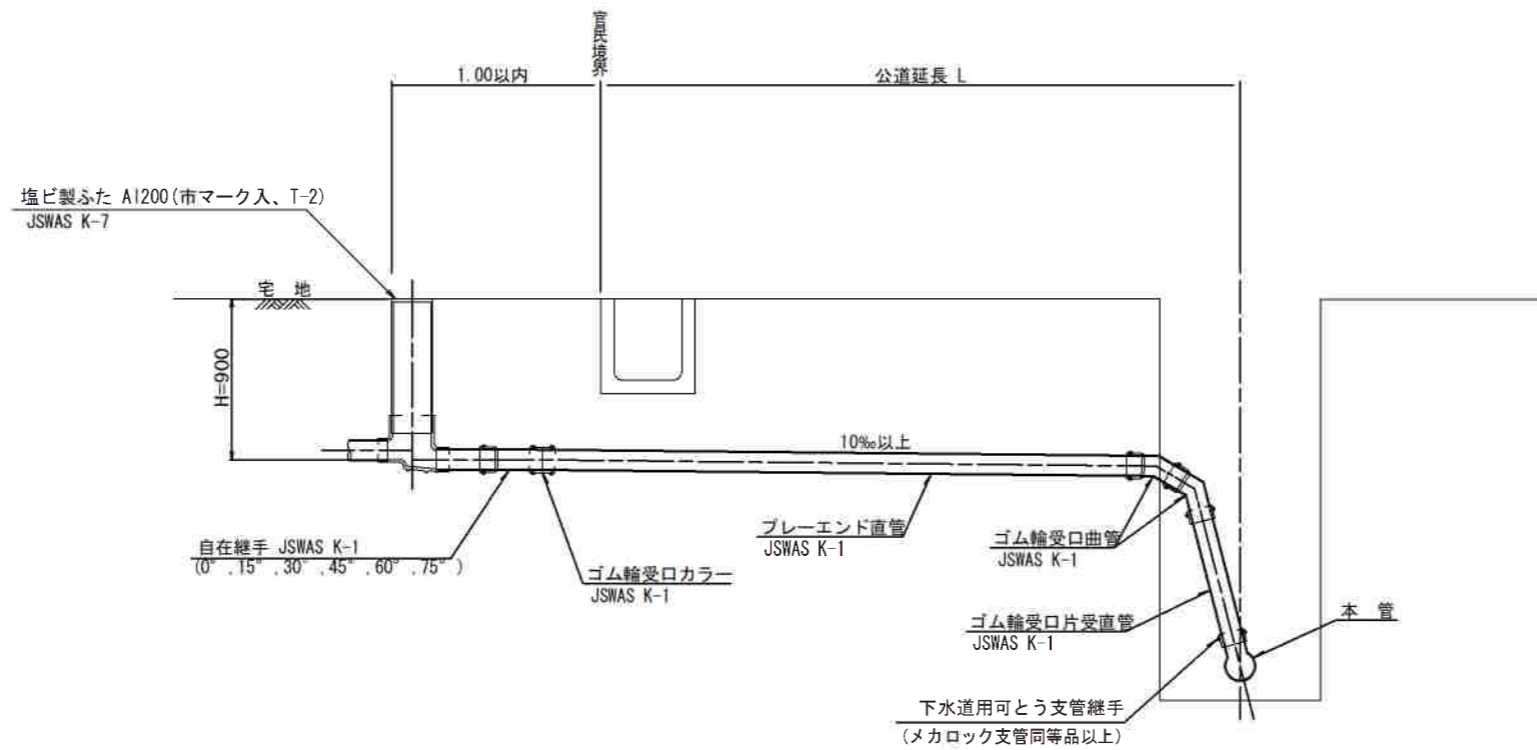 官民境界
1.00以内
公道延長 L
塩ビ製ふた A1200(市マーク入、T-2)
JSWAS K-7
宅 地
H=900
10‰以上
自在継手 JSWAS K-1
(0°.15°.30°.45°.60°.75°)
ゴム輪受口カラー
JSWAS K-1
プレーエンド直管
JSWAS K-1
ゴム輪受口曲管
JSWAS K-1
ゴム輪受口片受直管
JSWAS K-1
本 管
下水道用可とう支管継手
(メカロック支管同等品以上)